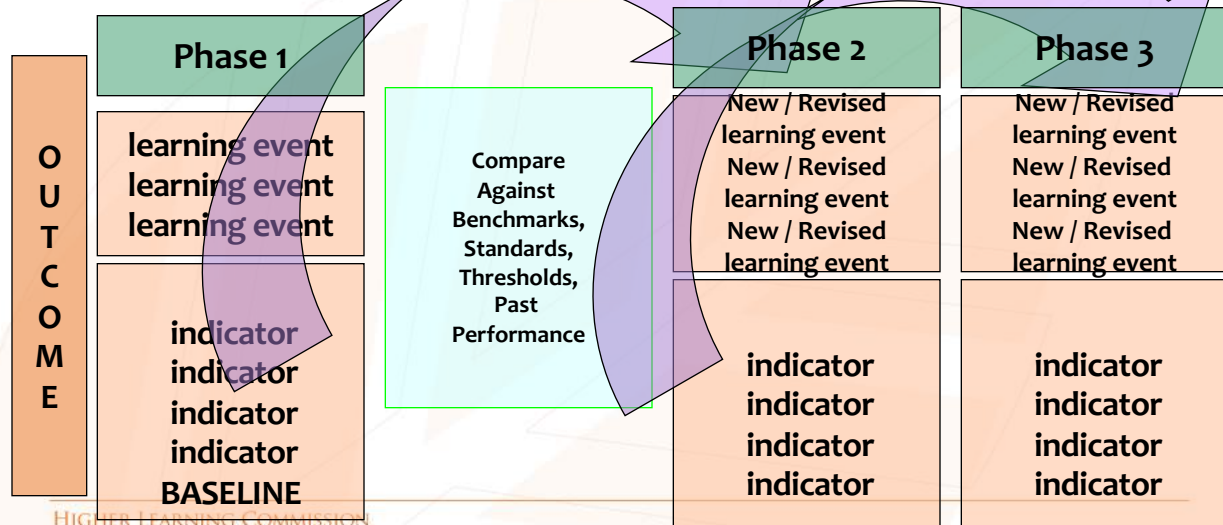 O
U
T
C
O
M
E
Phase 1
learning event
learning event
learning event
indicator
indicator
indicator
indicator
BASELINE
Compare
Against
Benchmarks,
Standards,
Thresholds,
Past
Performance
Phase 2
New / Revised
learning event
New / Revised
learning event
New / Revised
learning event
indicator
indicator
indicator
indicator
Phase 3
New / Revised
learning event
New / Revised
learning event
New / Revised
learning event
indicator
indicator
indicator
indicator
HIGHER LEARNING COMMISSION